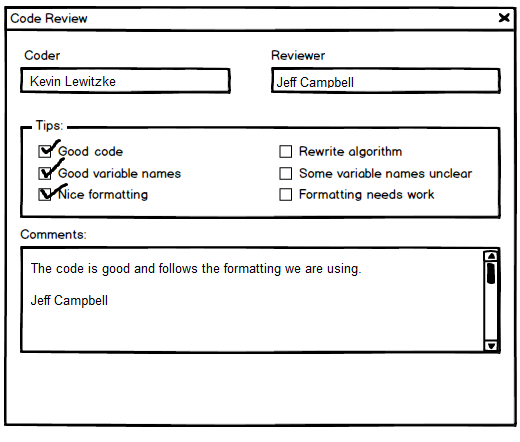 Code Review
Coder
Reviewer
Kevin Lewitzke
Jeff Campbell
Tips:
Good code
Rewrite algorithm
Good variable names
Some variable names unclear
Nice formatting
Formatting needs work
Comments:
The code is good and follows the formatting we are using.
Jeff Campbell